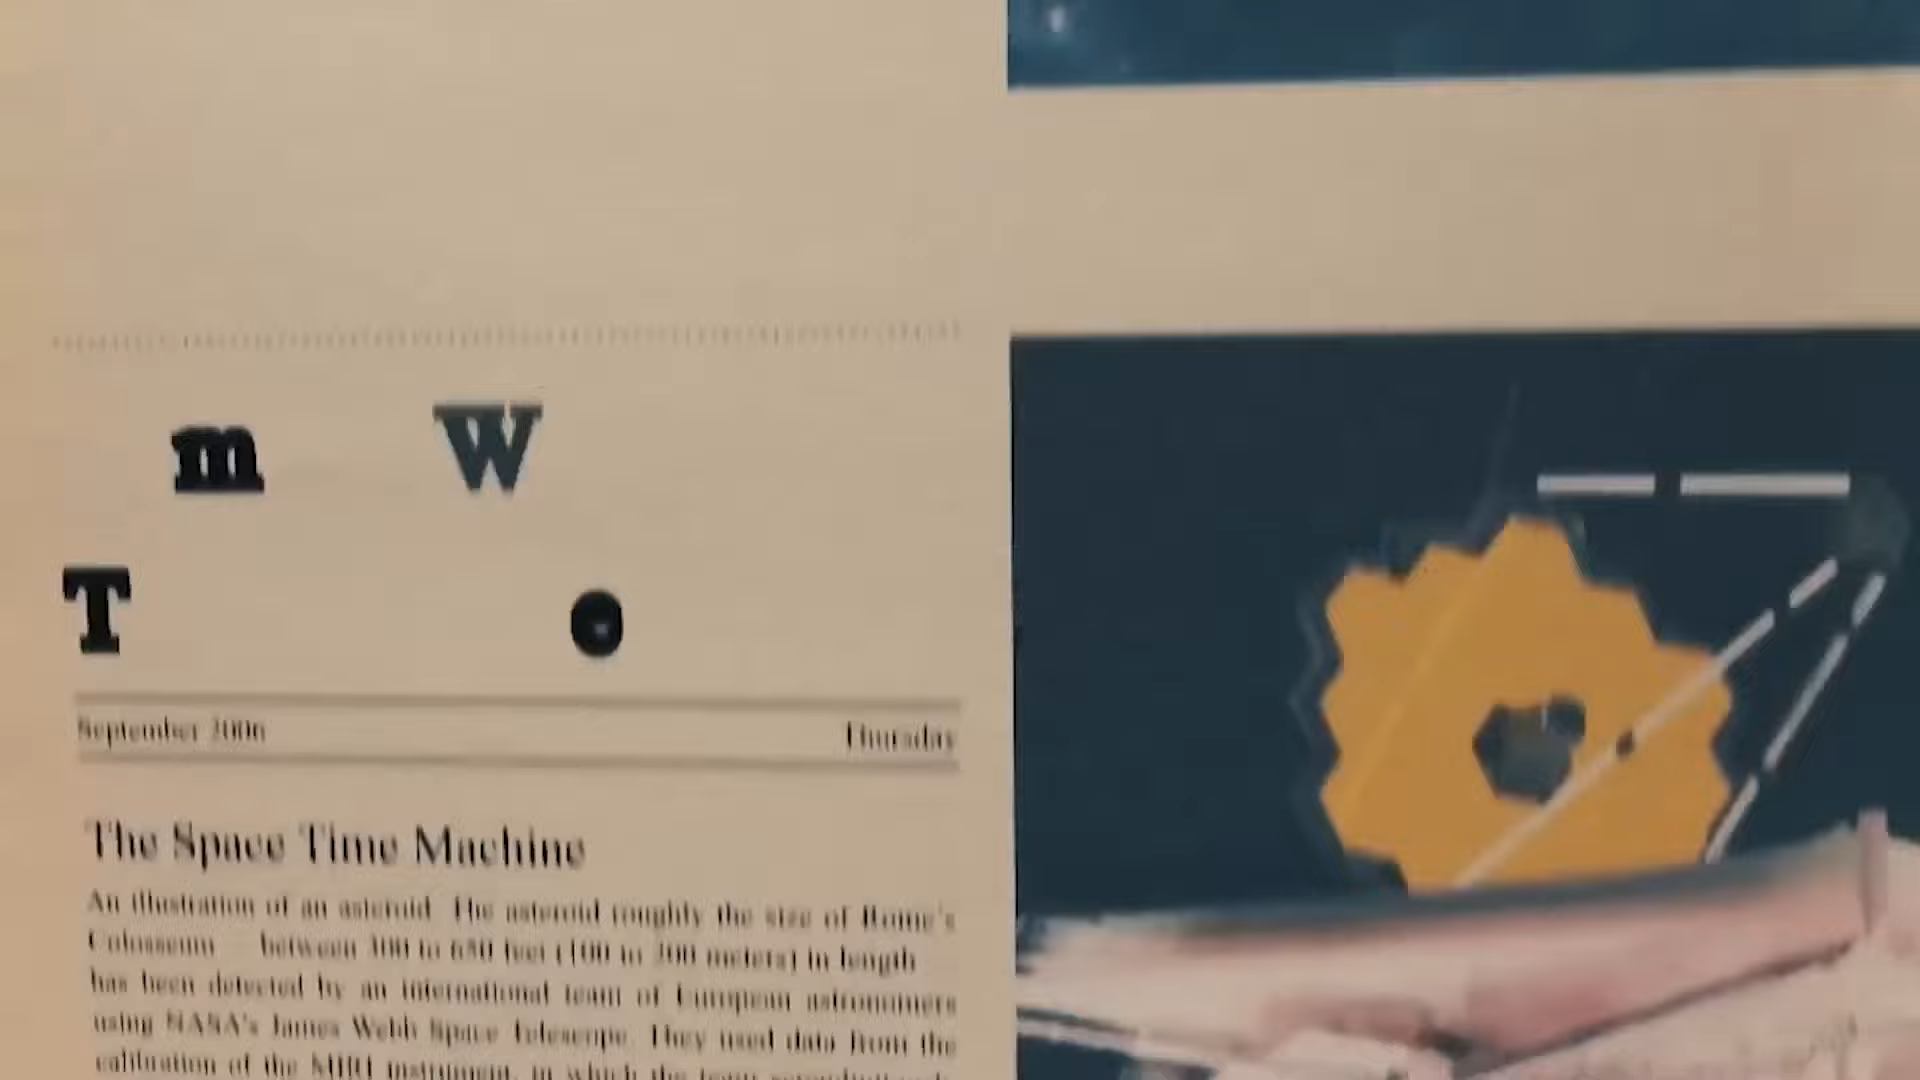 m W
T e
September 2006 Thursday
The Space Time Machine
An illustration of an asteroid. The asteroid roughly the size of Rome's
Colosseum — between 300 to 650 feet (100 to 200 meters) in length —
has been detected by an international team of European astronomers
using NASA's James Webb Space Telescope. They used data from the
calibration of the MIRI instrument, in which the team